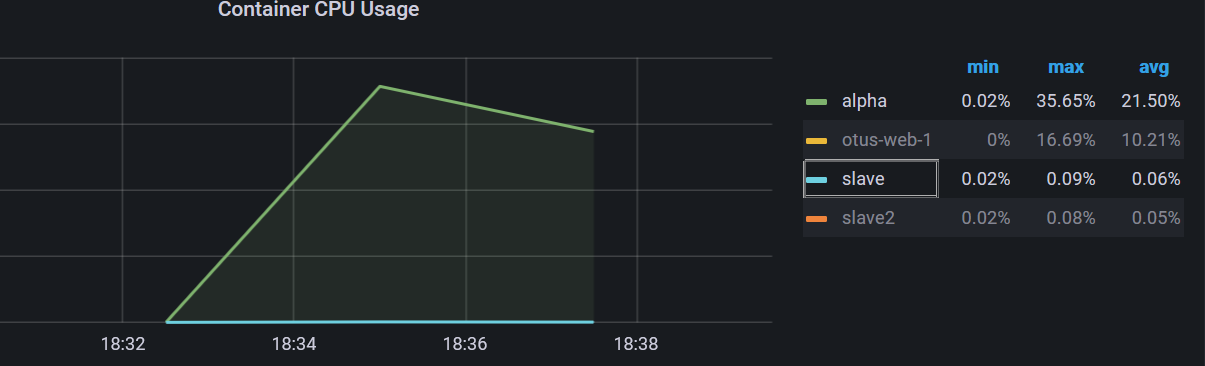 Container CPU Usage
min max avg
alpha 0.02% 35.65% 21.50%
otus-web-1 0% 16.69% 10.21%
slave 0.02% 0.09% 0.06%
slave2 0.02% 0.08% 0.05%
18:32 18:34 18:36 18:38